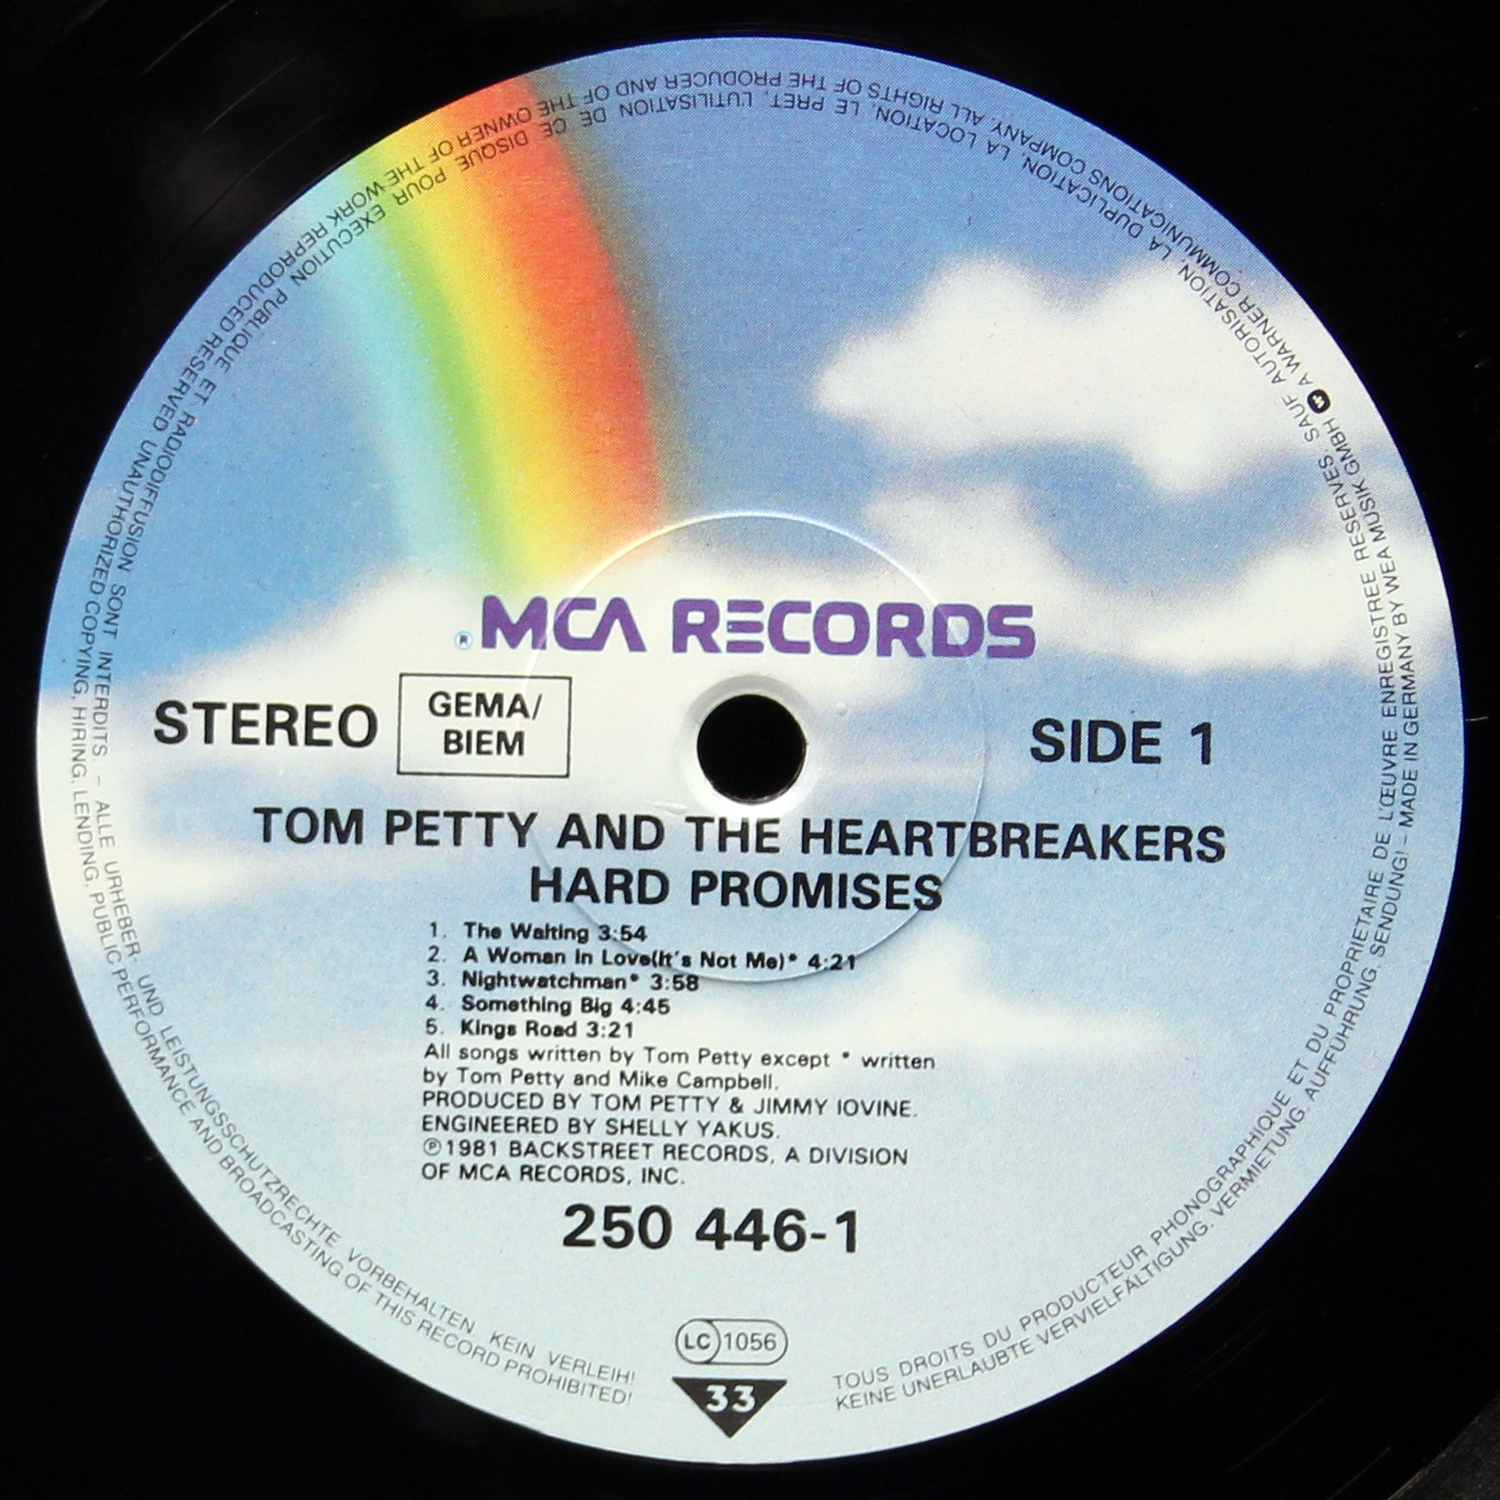 ® MCA RECORDS
STEREO
GEMA/
BIEM
SIDE 1
TOM PETTY AND THE HEARTBREAKERS
HARD PROMISES
1. The Waiting 3:54
2. A Woman In Love(It's Not Me)* 4:21
3. Nightwatchman* 3:58
4. Something Big 4:45
5. Kings Road 3:21
All songs written by Tom Petty except * written
by Tom Petty and Mike Campbell.
PRODUCED BY TOM PETTY & JIMMY IOVINE.
ENGINEERED BY SHELLY YAKUS.
℗1981 BACKSTREET RECORDS, A DIVISION
OF MCA RECORDS, INC.
250 446-1
LC 1056
33
TOUS DROITS DU PRODUCTEUR PHONOGRAPHIQUE ET DU PROPRIETAIRE DE L'ŒUVRE ENREGISTREE RESERVES. SAUF AUTORISATION, LA DUPLICATION, LA LOCATION, LE PRET, L'UTILISATION DE CE DISQUE POUR EXECUTION PUBLIQUE ET RADIODIFFUSION SONT INTERDITS – ALLE URHEBER- UND LEISTUNGSSCHUTZRECHTE VORBEHALTEN KEIN VERLEIH!
KEINE UNERLAUBTE VERVIELFÄLTIGUNG, VERMIETUNG, AUFFÜHRUNG, SENDUNG! – MADE IN GERMANY BY WEA MUSIK GMBH A WARNER COMMUNICATIONS COMPANY. ALL RIGHTS OF THE PRODUCER AND OF THE OWNER OF THE WORK REPRODUCED RESERVED UNAUTHORIZED COPYING, HIRING, LENDING, PUBLIC PERFORMANCE AND BROADCASTING OF THIS RECORD PROHIBITED!